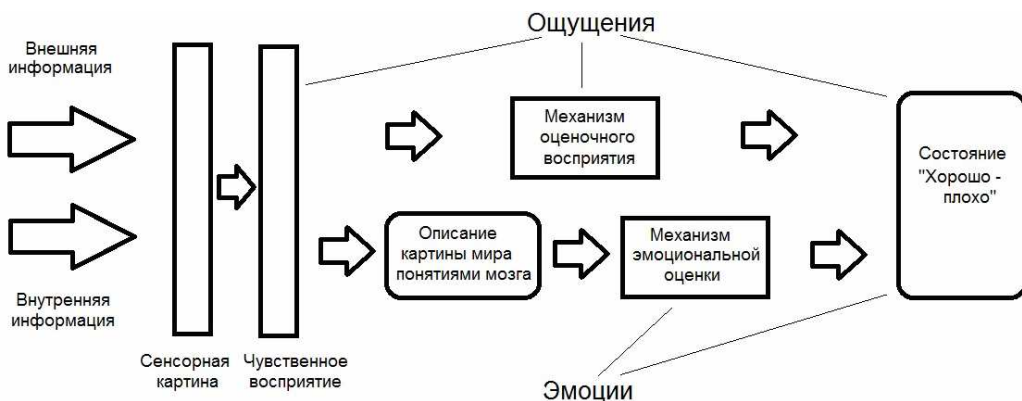 Ощущения
Внешняя
информация
Механизм
оценочного
восприятия
Состояние
"Хорошо -
плохо"
Описание
картины мира
понятиями мозга
Механизм
эмоциональной
оценки
Внутренняя
информация
Сенсорная
картина
Чувственное
восприятие
Эмоции